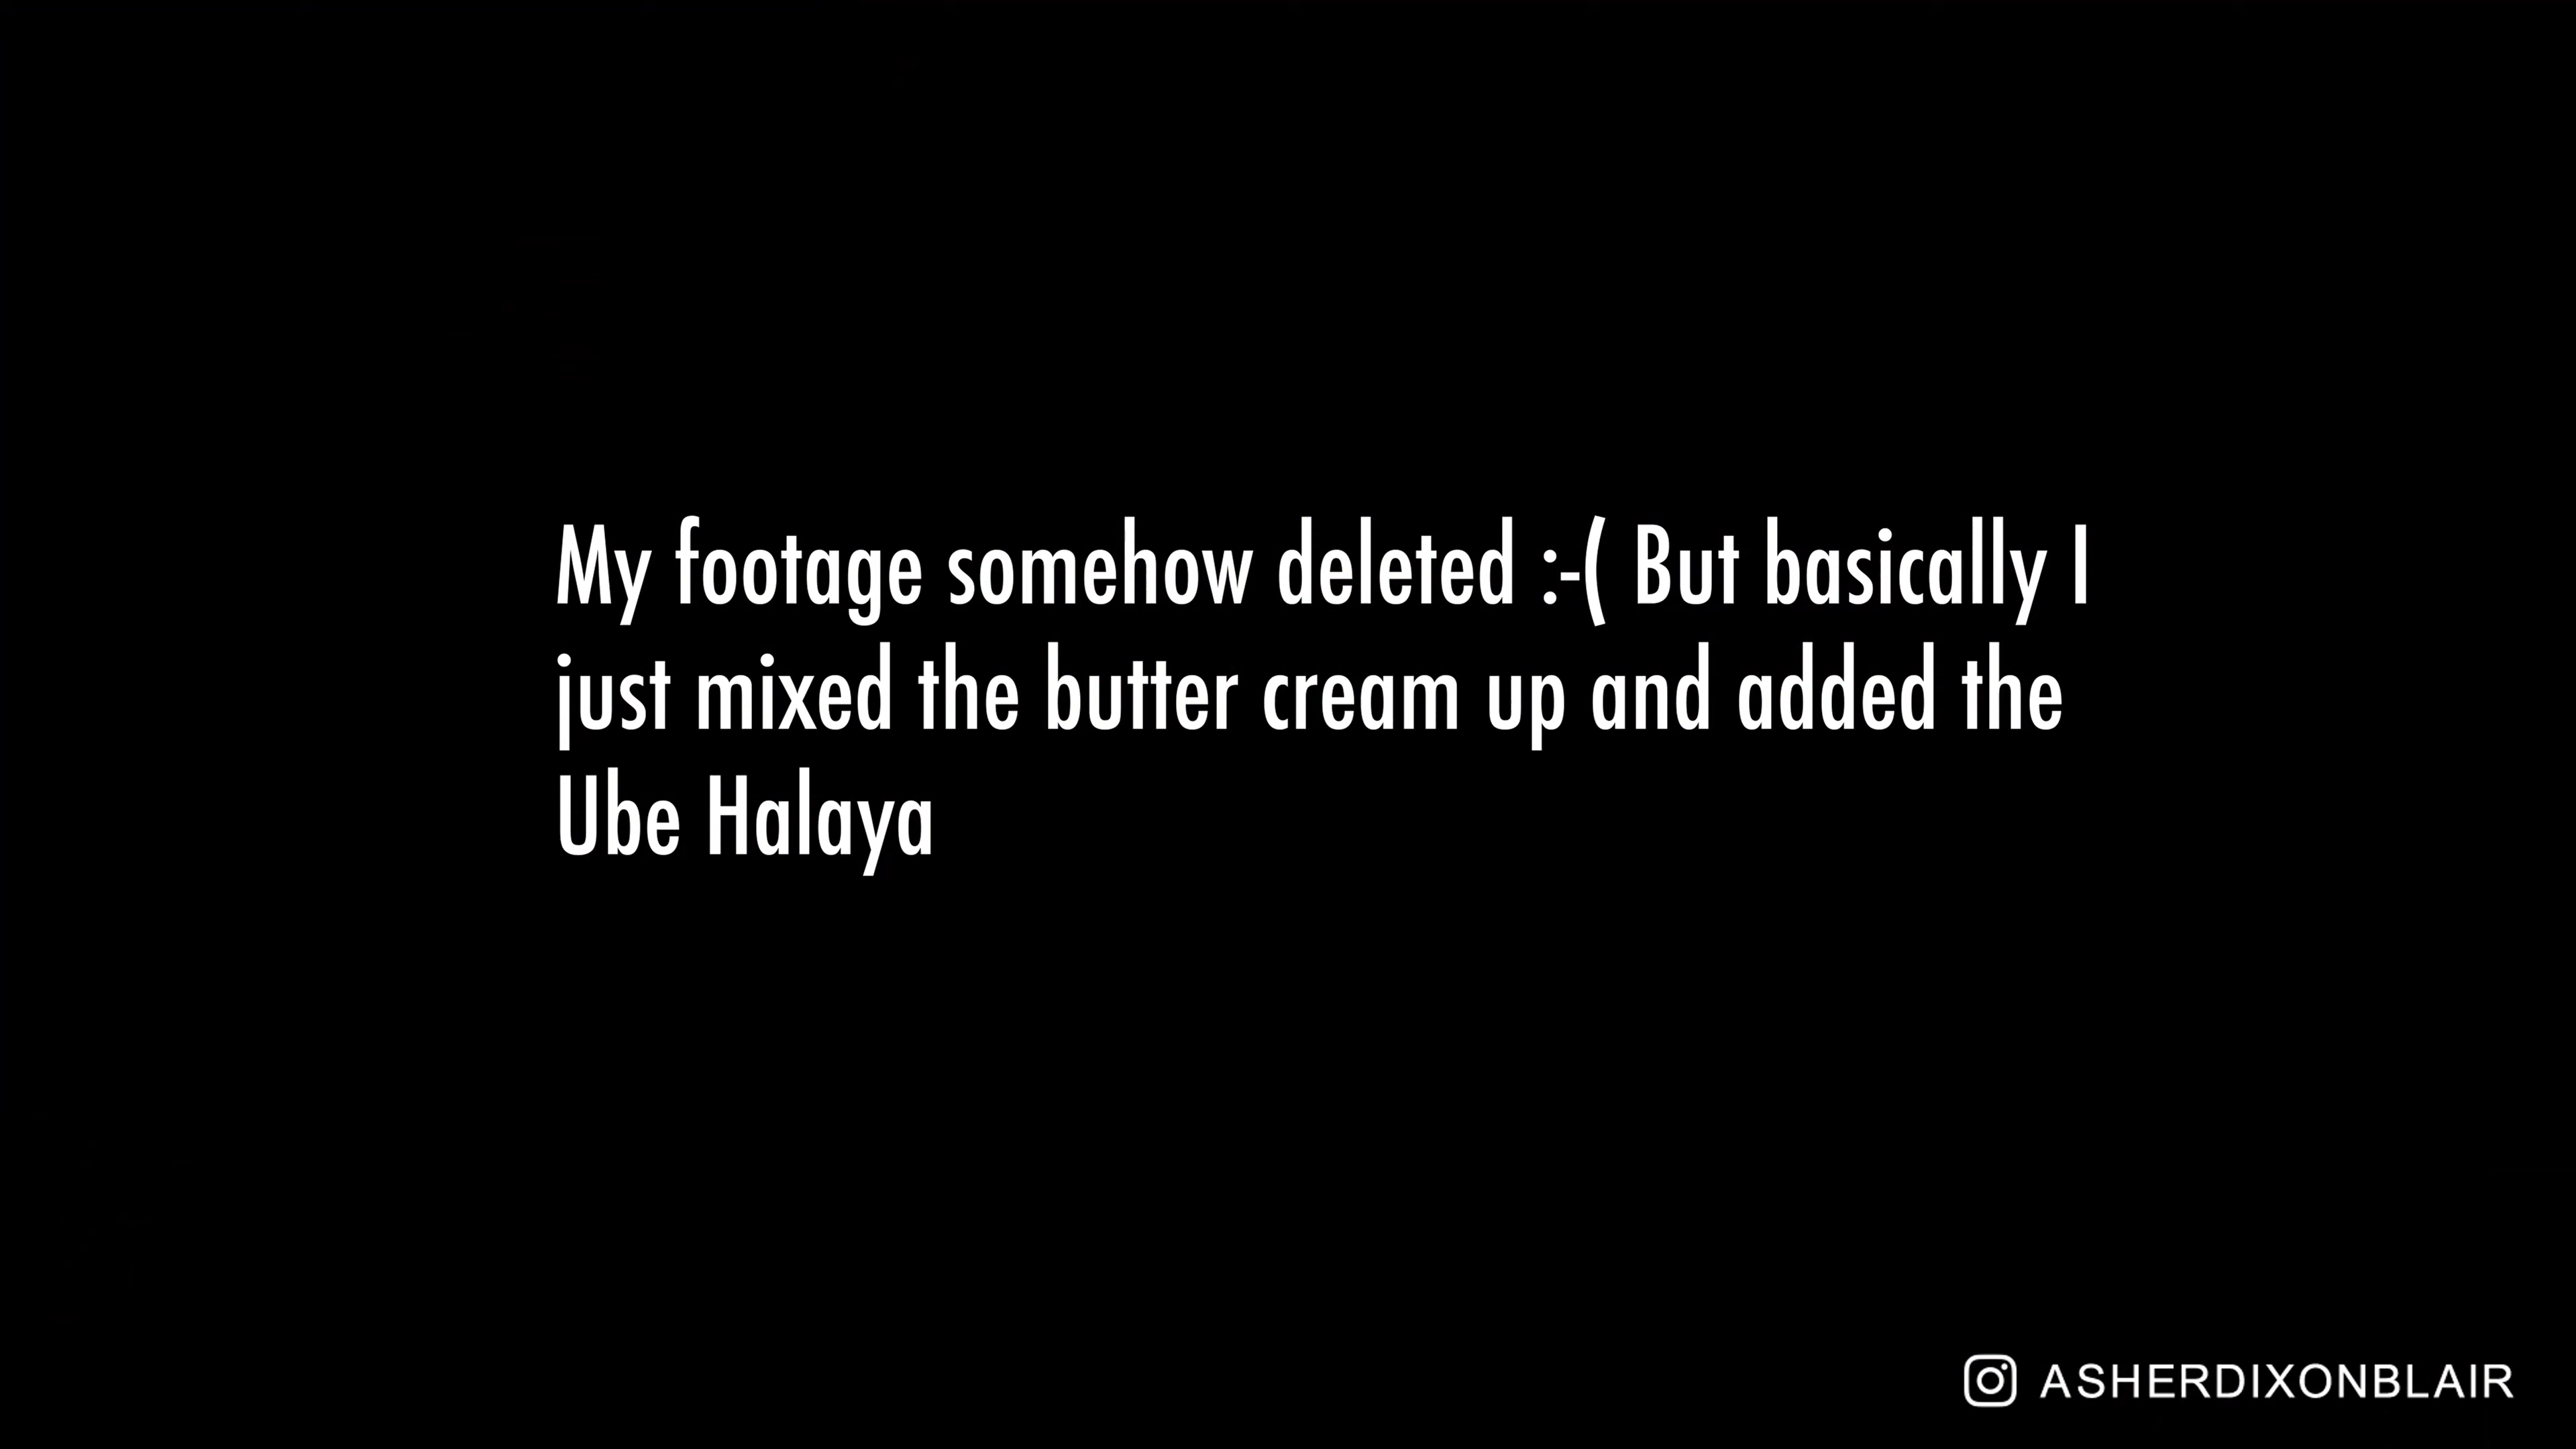 My footage somehow deleted :-( But basically I
just mixed the butter cream up and added the
Ube Halaya
ASHERDIXONBLAIR